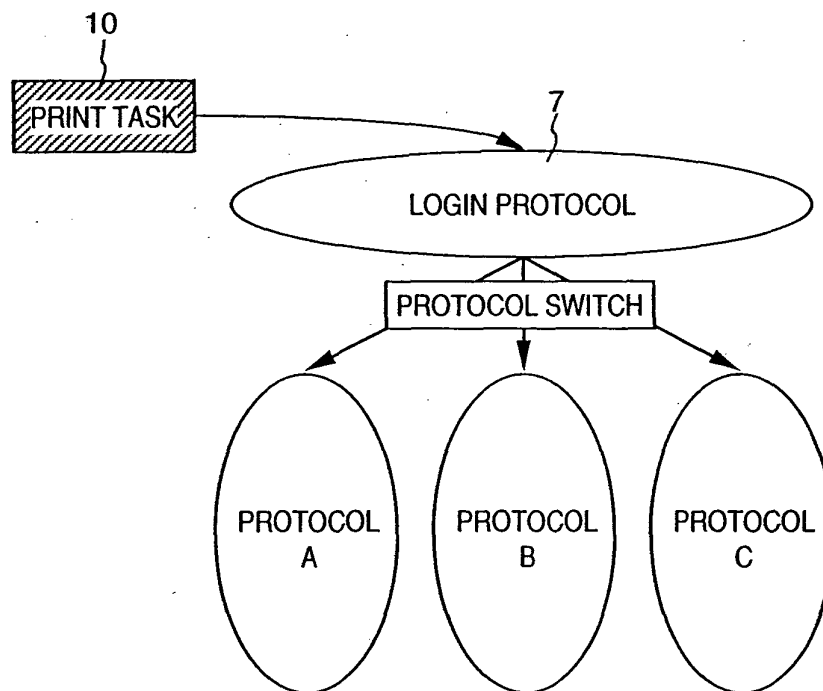 10
PRINT TASK
7
LOGIN PROTOCOL
PROTOCOL SWITCH
PROTOCOL
A
PROTOCOL
B
PROTOCOL
C